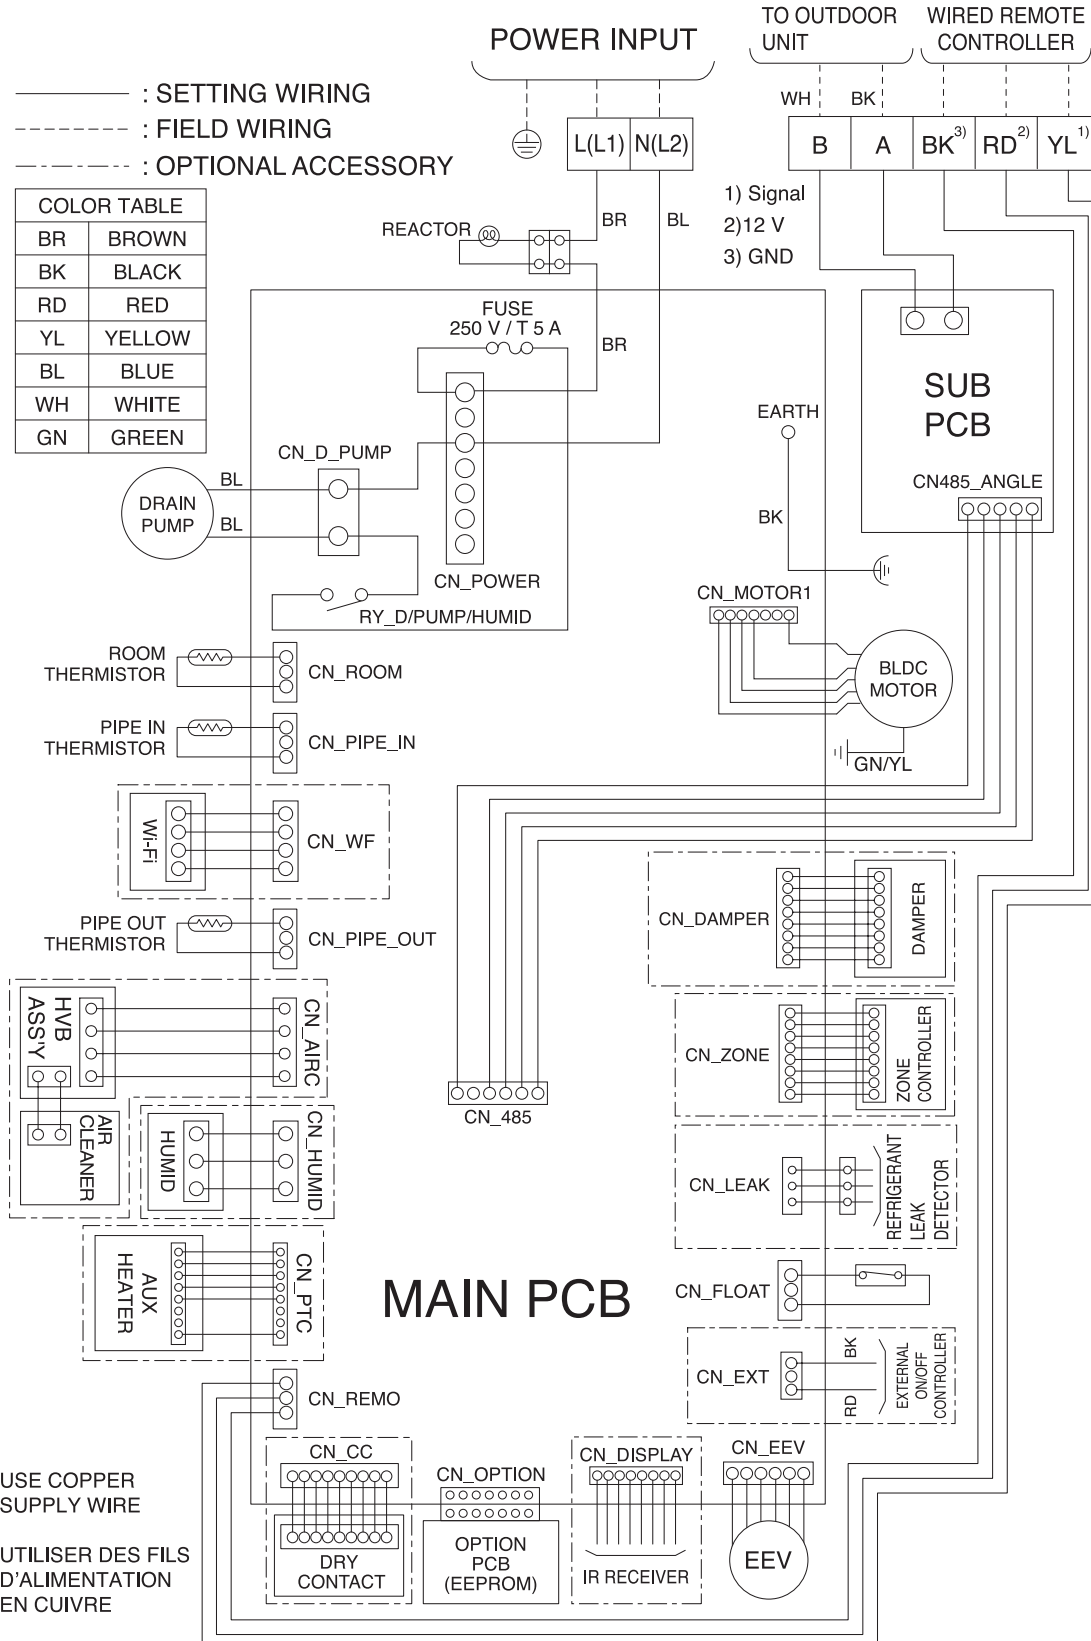 TO OUTDOOR
UNIT
WIRED REMOTE
CONTROLLER
POWER INPUT
: SETTING WIRING
: FIELD WIRING
: OPTIONAL ACCESSORY
WH
BK
L(L1)
N(L2)
B
A
BK3)
RD2)
YL1)
1) Signal
2)12 V
3) GND
COLOR TABLE
BR BROWN
BK BLACK
RD RED
YL YELLOW
BL BLUE
WH WHITE
GN GREEN
REACTOR
BR
BL
FUSE
250 V / T 5 A
BR
SUB
PCB
EARTH
BK
CN485_ANGLE
CN_D_PUMP
DRAIN
PUMP
BL
BL
CN_POWER
RY_D/PUMP/HUMID
CN_MOTOR1
BLDC
MOTOR
GN/YL
ROOM
THERMISTOR
CN_ROOM
PIPE IN
THERMISTOR
CN_PIPE_IN
Wi-Fi
CN_WF
PIPE OUT
THERMISTOR
CN_PIPE_OUT
CN_DAMPER
DAMPER
HVB
ASS'Y
CN_AIRC
AIR
CLEANER
HUMID
CN_HUMID
CN_485
CN_ZONE
ZONE
CONTROLLER
CN_LEAK
REFRIGERANT
LEAK
DETECTOR
AUX
HEATER
CN_PTC
MAIN PCB
CN_FLOAT
CN_EXT
BK
RD
EXTERNAL
ON/OFF
CONTROLLER
CN_REMO
CN_CC
DRY
CONTACT
CN_OPTION
OPTION
PCB
(EEPROM)
CN_DISPLAY
IR RECEIVER
CN_EEV
EEV
USE COPPER
SUPPLY WIRE
UTILISER DES FILS
D'ALIMENTATION
EN CUIVRE